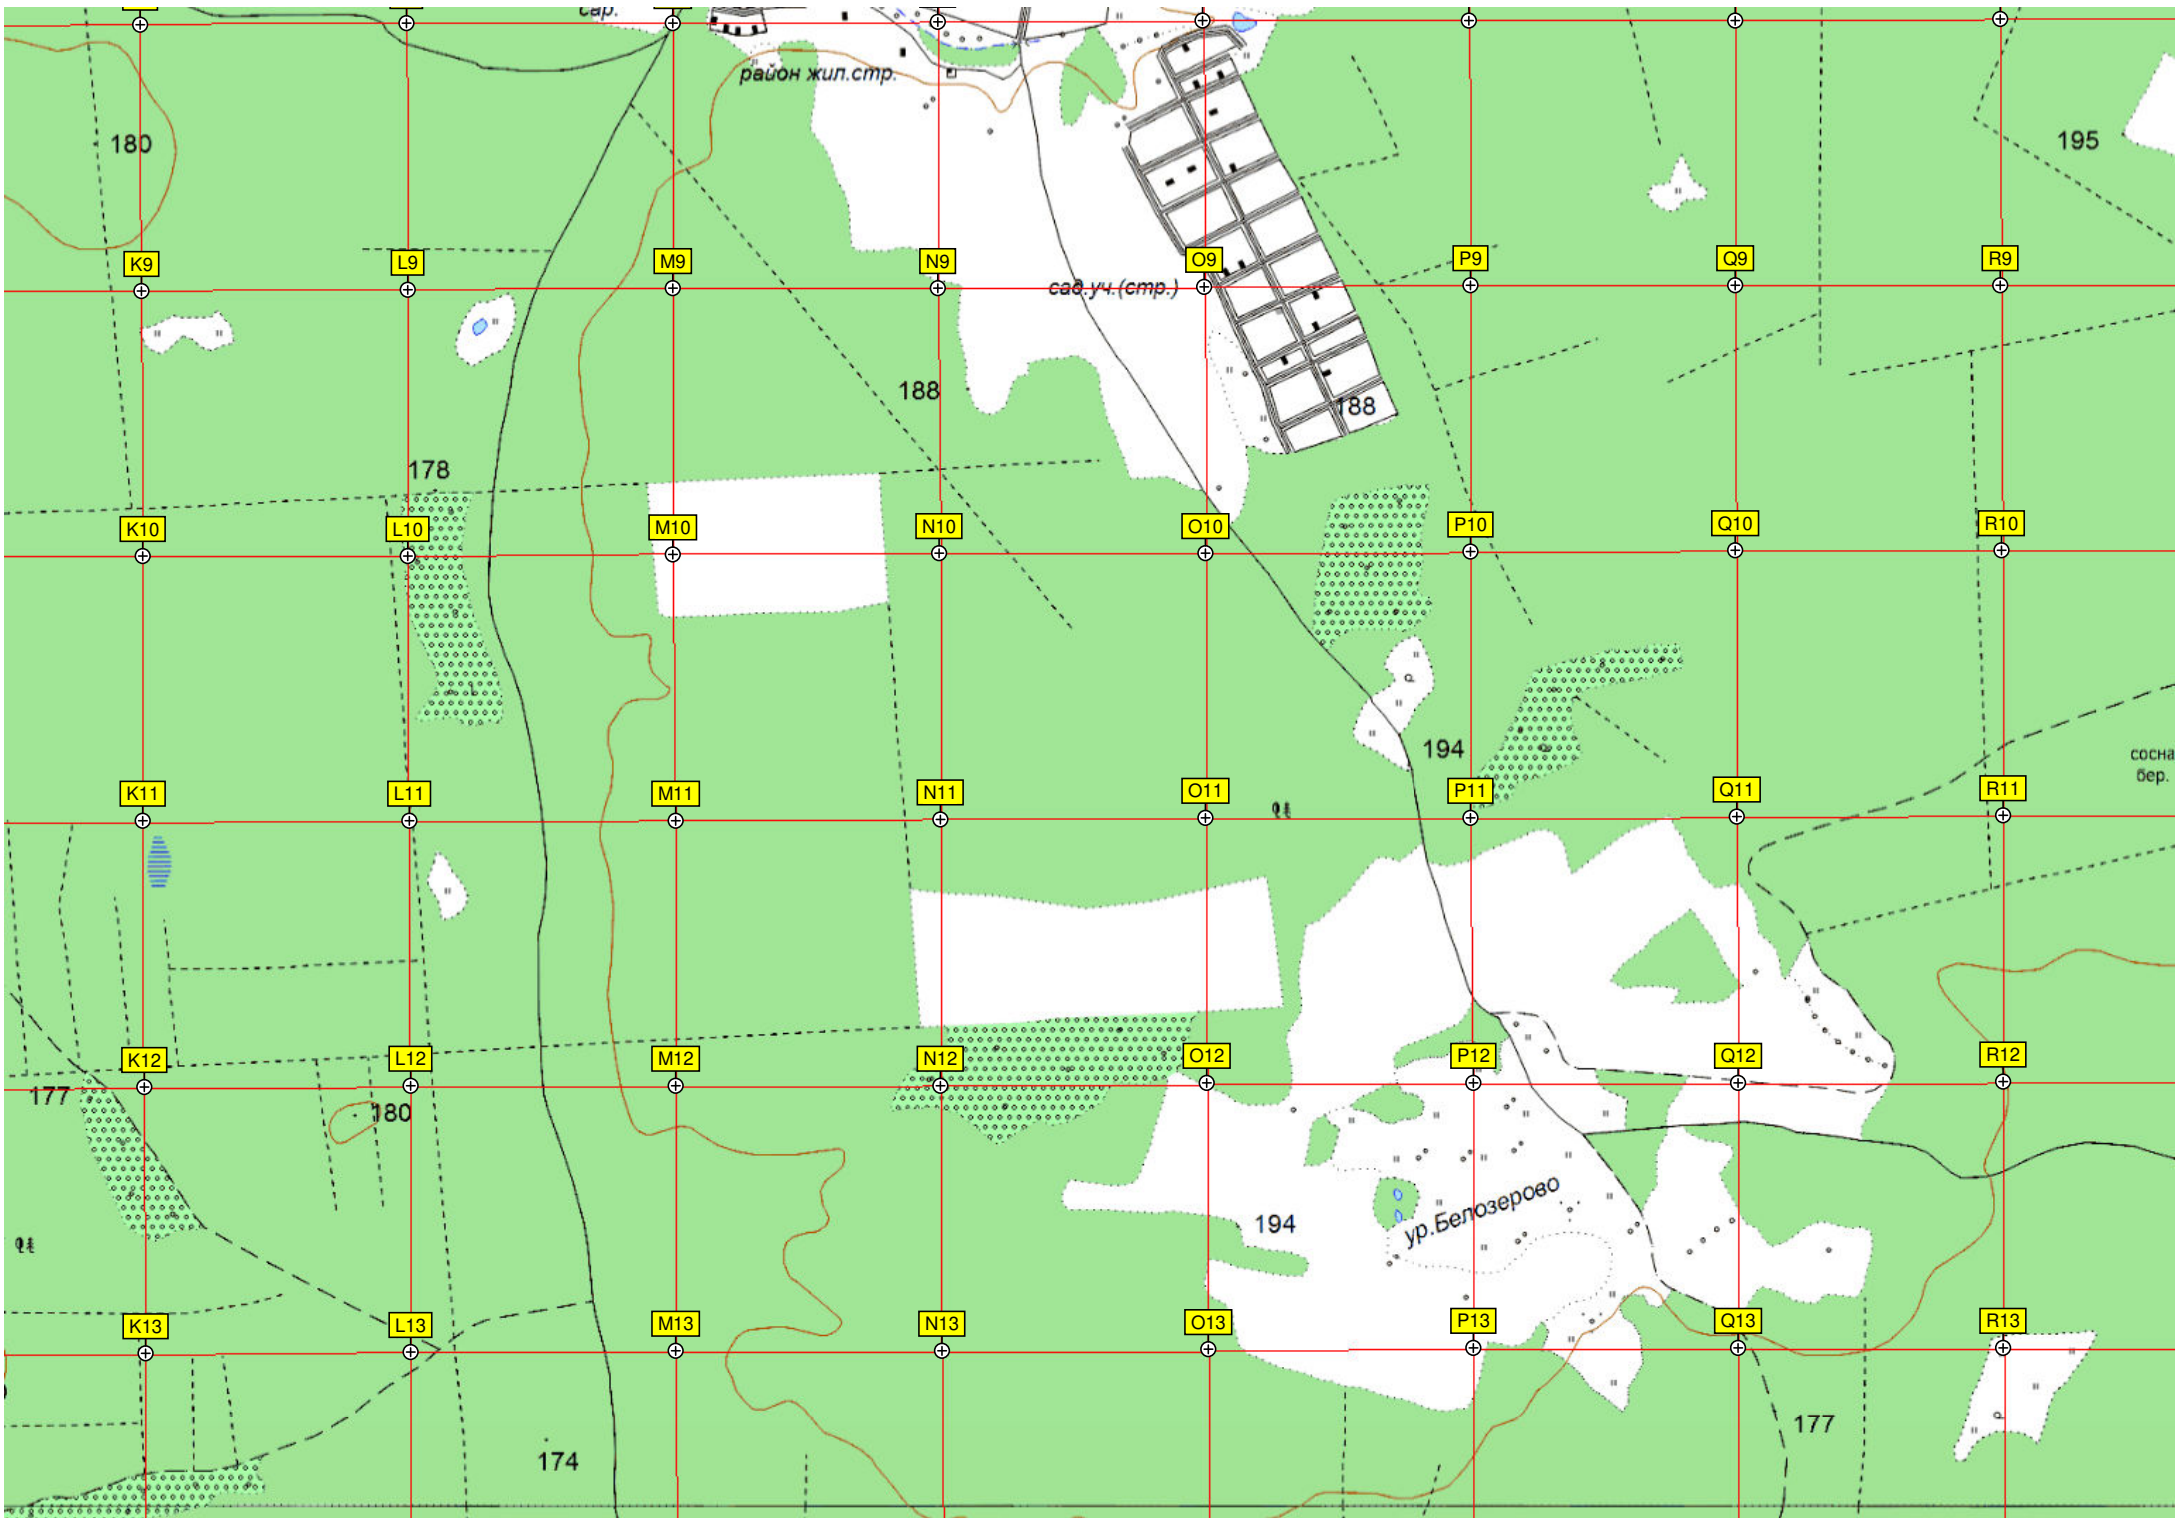 сар.
район жил.стр.
180
195
K9
L9
M9
N9
O9
P9
Q9
R9
сад.уч.(стр.)
188
188
178
K10
L10
M10
N10
O10
P10
Q10
R10
194
сосна
бер.
K11
L11
M11
N11
O11
P11
Q11
R11
K12
L12
M12
N12
O12
P12
Q12
R12
177
180
ур.Белозерово
194
K13
L13
M13
N13
O13
P13
Q13
R13
177
174